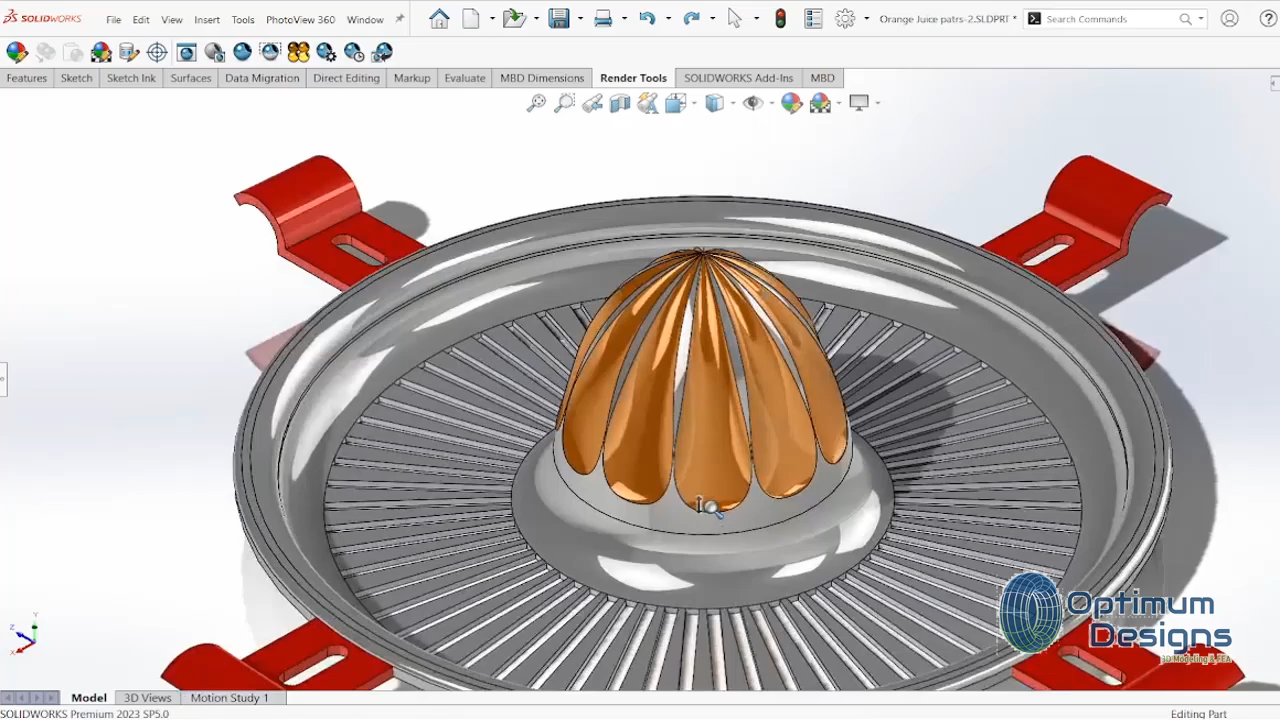 SOLIDWORKS File Edit View Insert Tools PhotoView 360 Window Orange Juice patrs-2.SLDPRT * Search Commands
Features Sketch Sketch Ink Surfaces Data Migration Direct Editing Markup Evaluate MBD Dimensions Render Tools SOLIDWORKS Add-Ins MBD
Optimum
Designs
3D Modeling & FEA
Y
Z
X
Model 3D Views Motion Study 1
SOLIDWORKS Premium 2023 SP5.0 Editing Part